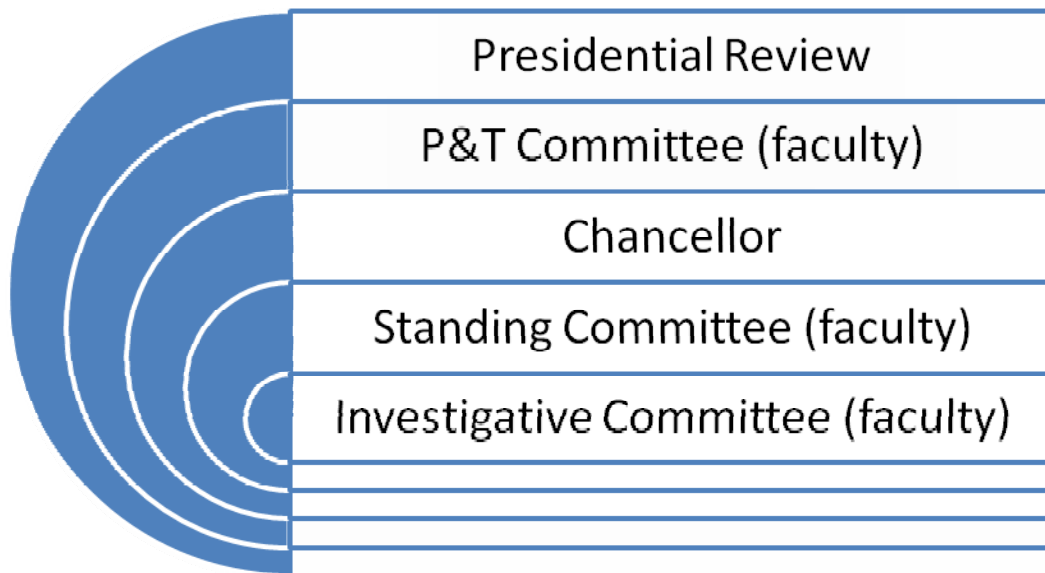 Presidential Review
P&T Committee (faculty)
Chancellor
Standing Committee (faculty)
Investigative Committee (faculty)